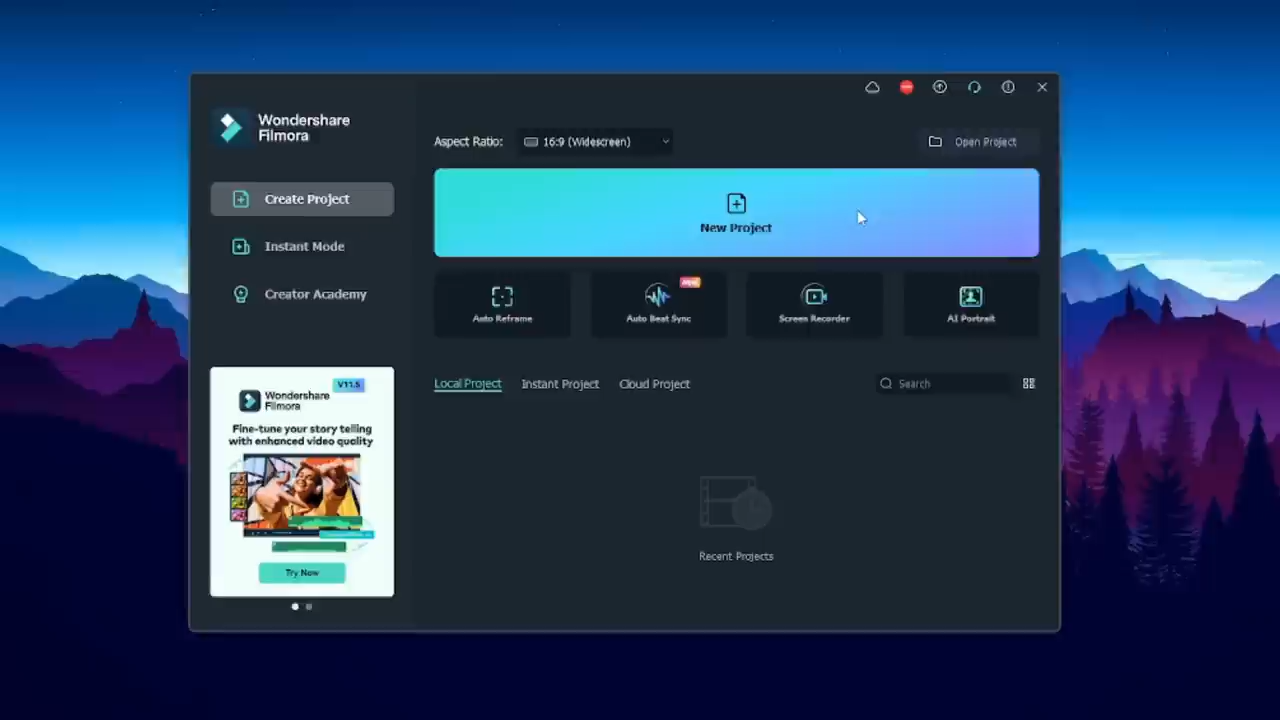 Wondershare
Filmora
Aspect Ratio:
16:9 (Widescreen)
Open Project
Create Project
New Project
Instant Mode
Creator Academy
Auto Reframe
Auto Beat Sync
Screen Recorder
AI Portrait
Local Project
Instant Project
Cloud Project
Search
V11.5
Wondershare
Filmora
Fine-tune your story telling
with enhanced video quality
Try Now
Recent Projects